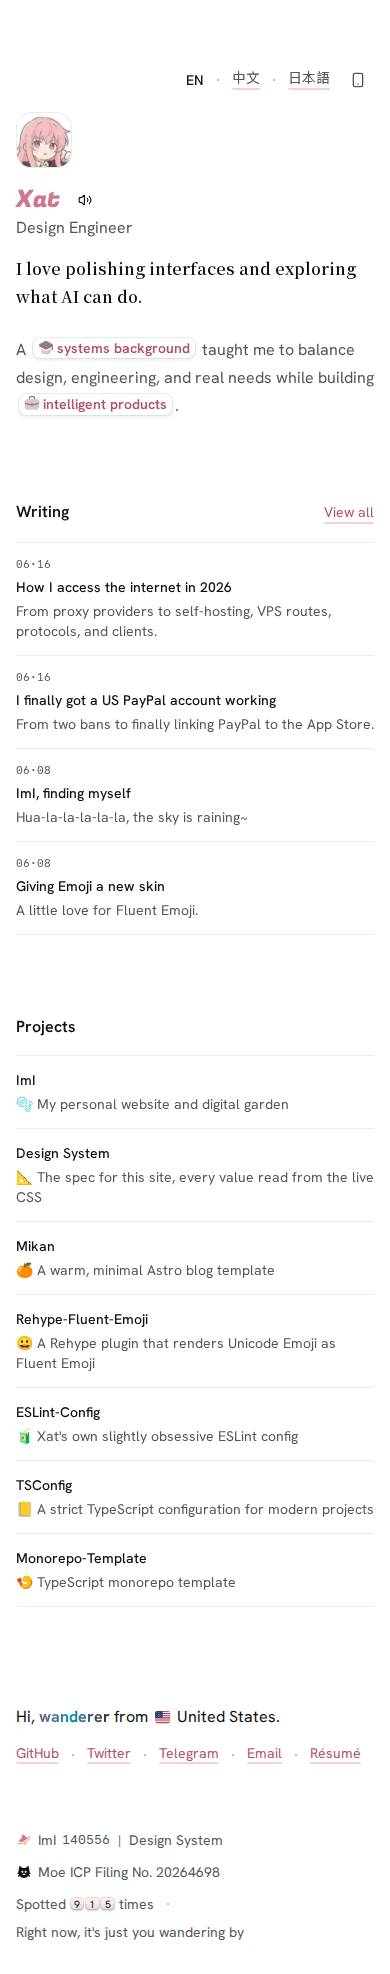 EN · 中文 · 日本語
Xat
Design Engineer
I love polishing interfaces and exploring
what AI can do.
A 🎓 systems background taught me to balance
design, engineering, and real needs while building
💼 intelligent products .
Writing
View all
06·16
How I access the internet in 2026
From proxy providers to self-hosting, VPS routes,
protocols, and clients.
06·16
I finally got a US PayPal account working
From two bans to finally linking PayPal to the App Store.
06·08
ImI, finding myself
Hua-la-la-la-la-la, the sky is raining~
06·08
Giving Emoji a new skin
A little love for Fluent Emoji.
Projects
ImI
🫧 My personal website and digital garden
Design System
📐 The spec for this site, every value read from the live
CSS
Mikan
🍊 A warm, minimal Astro blog template
Rehype-Fluent-Emoji
😀 A Rehype plugin that renders Unicode Emoji as
Fluent Emoji
ESLint-Config
🧃 Xat's own slightly obsessive ESLint config
TSConfig
📒 A strict TypeScript configuration for modern projects
Monorepo-Template
🍤 TypeScript monorepo template
Hi, wanderer from 🇺🇸 United States.
GitHub · Twitter · Telegram · Email · Résumé
ImI 140556 | Design System
Moe ICP Filing No. 20264698
Spotted 915 times ·
Right now, it's just you wandering by